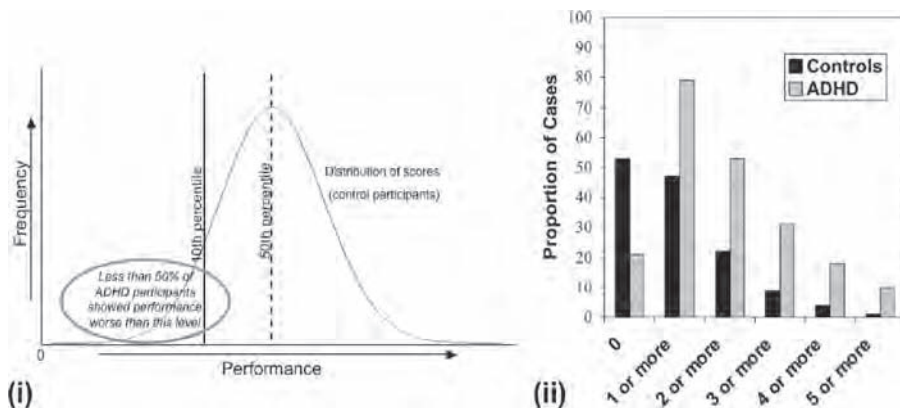 Frequency
10th percentile
50th percentile
Distribution of scores
(control participants)
Less than 50% of
ADHD participants
showed performance
worse than this level
0
Performance
(i)
Proportion of Cases
100
90
80
70
60
50
40
30
20
10
0
Controls
ADHD
0
1 or more
2 or more
3 or more
4 or more
5 or more
(ii)